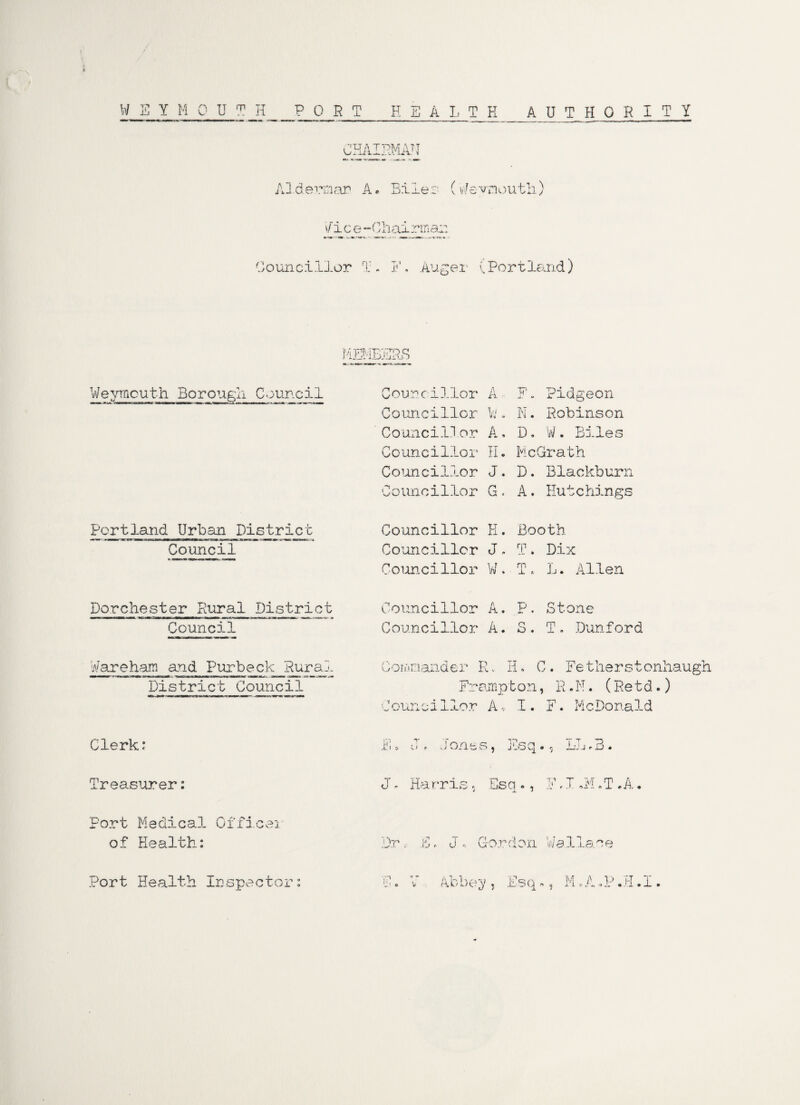 WEYMOUTH PORT HEALTH AUTHORITY
CHAIRMAN
Alderman A. Biles (Weymouth)
Vice-Chairman
Councillor T. F. Auger (Portland)
MEMBERS
Weymouth Borough Council Councillor A. F. Pidgeon
Councillor W. N. Robinson
Councillor A. D. W. Biles
Councillor H. McGrath
Councillor J. D. Blackburn
Councillor G. A. Hutchings
Portland Urban District Councillor H. Booth
Council Councillor J. T. Dix
Councillor W. T. L. Allen
Dorchester Rural District Councillor A. P. Stone
Council Councillor A. S. T. Dunford
Wareham and Purbeck Rural Commander R. H. C. Fetherstonhaugh
District Council Frampton, R.N. (Retd.)
Councillor A. I. F. McDonald
Clerk: E. J. Jones, Esq., LL.B.
Treasurer: J. Harris, Esq., F.I.M.T.A.
Port Medical Officer
of Health: Dr. E. J. Gordon Wallace
Port Health Inspector: E. V. Abbey, Esq., M.A.P.H.I.